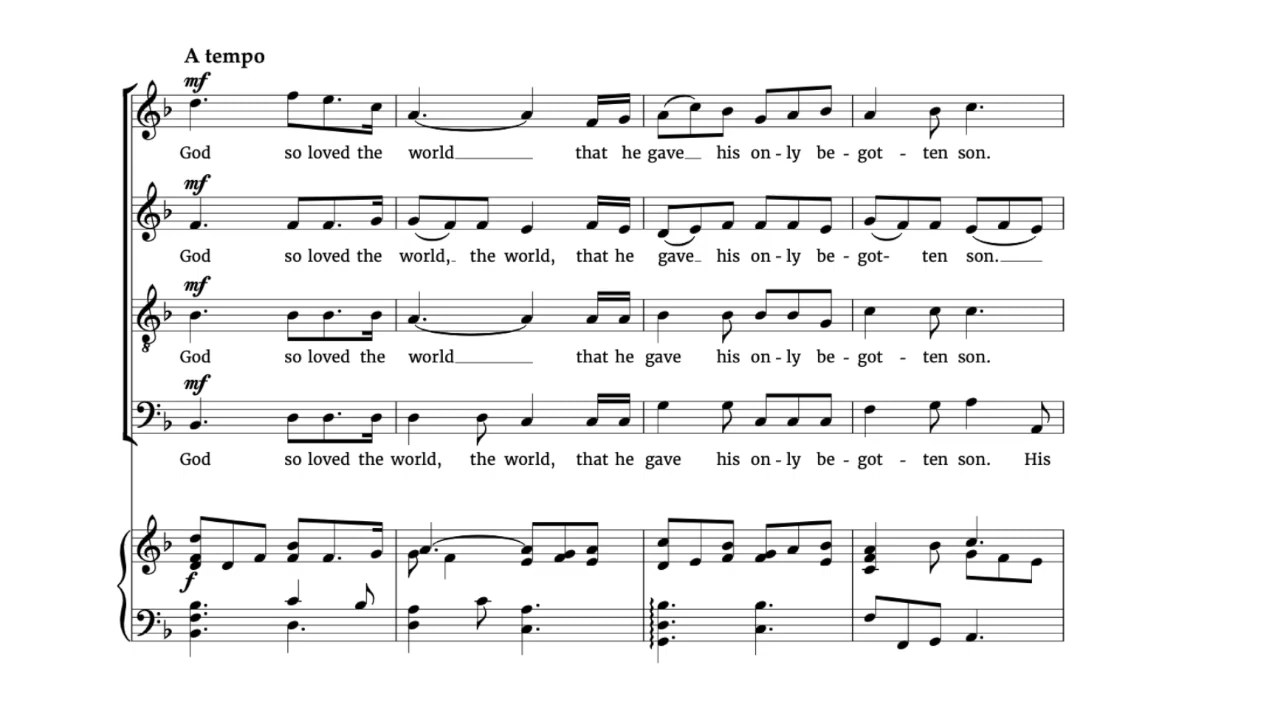 A tempo
mf
God so loved the world that he gave his on - ly be - got - ten son.
mf
God so loved the world, the world, that he gave his on - ly be - got- ten son.
mf
God so loved the world that he gave his on - ly be - got - ten son.
mf
God so loved the world, the world, that he gave his on - ly be - got - ten son. His
f